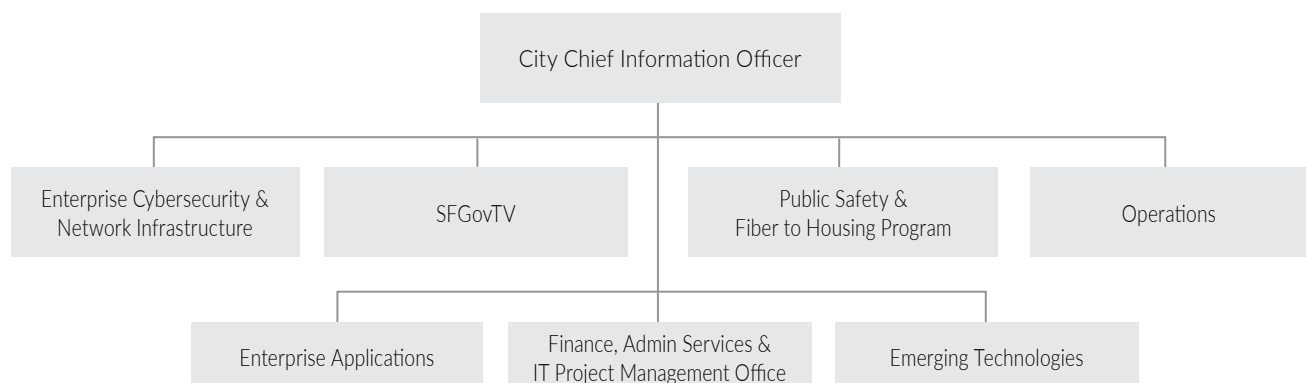 City Chief Information Officer
Enterprise Cybersecurity &
Network Infrastructure
SFGovTV
Public Safety &
Fiber to Housing Program
Operations
Enterprise Applications
Finance, Admin Services &
IT Project Management Office
Emerging Technologies